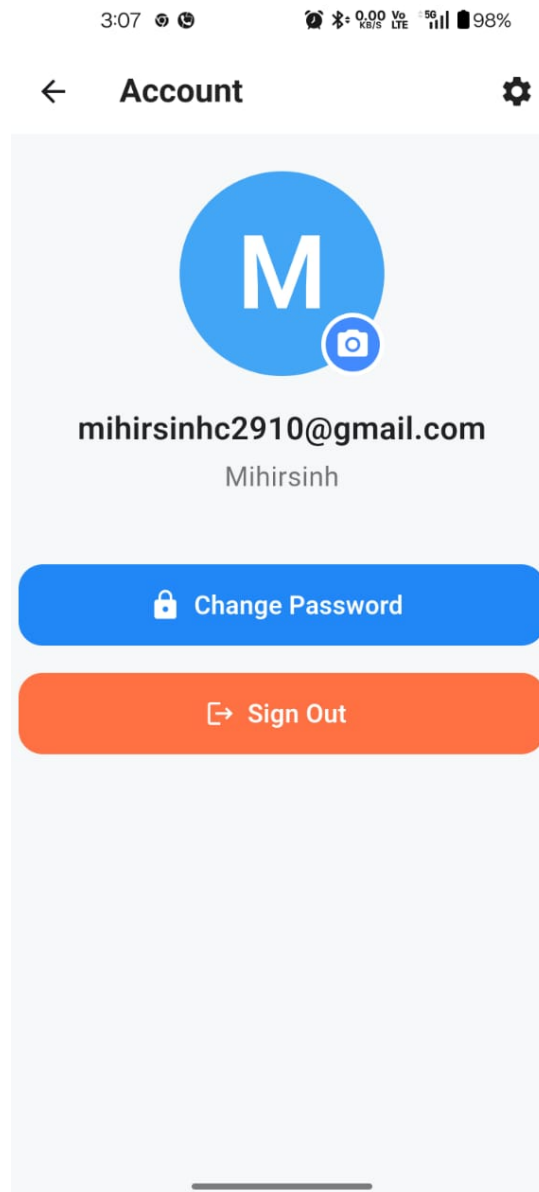 3:07 0.00 KB/S Vo LTE 5G 98%
Account
M
mihirsinhc2910@gmail.com
Mihirsinh
Change Password
Sign Out